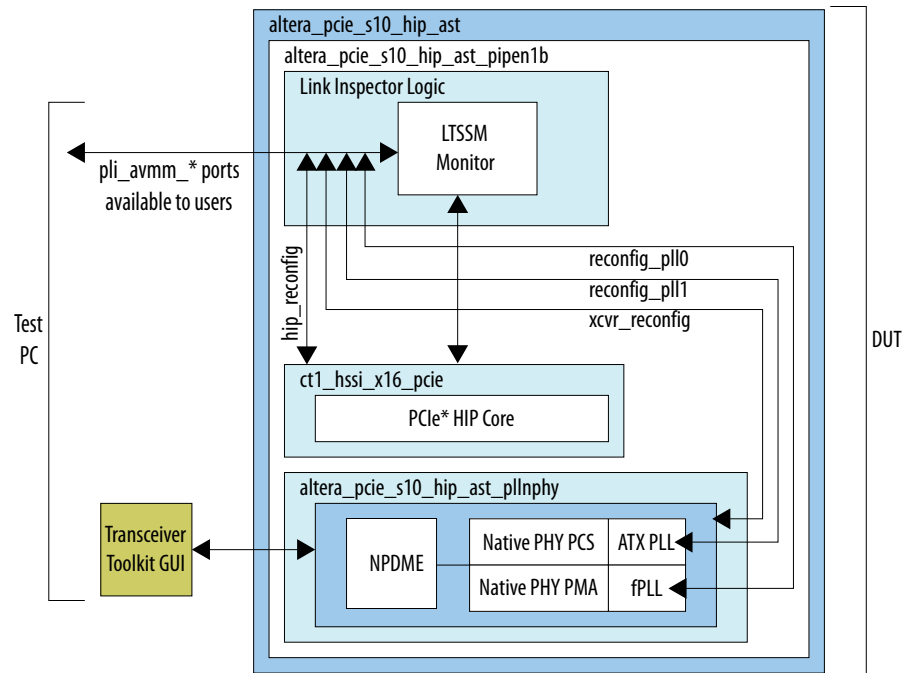 altera_pcie_s10_hip_ast
altera_pcie_s10_hip_ast_pipen1b
Link Inspector Logic
LTSSM
Monitor
pli_avmm_* ports
available to users
hip_reconfig
reconfig_pll0
reconfig_pll1
xcvr_reconfig
Test
PC
DUT
ct1_hssi_x16_pcie
PCIe* HIP Core
altera_pcie_s10_hip_ast_pllnphy
Transceiver
Toolkit GUI
NPDME
Native PHY PCS
ATX PLL
Native PHY PMA
fPLL